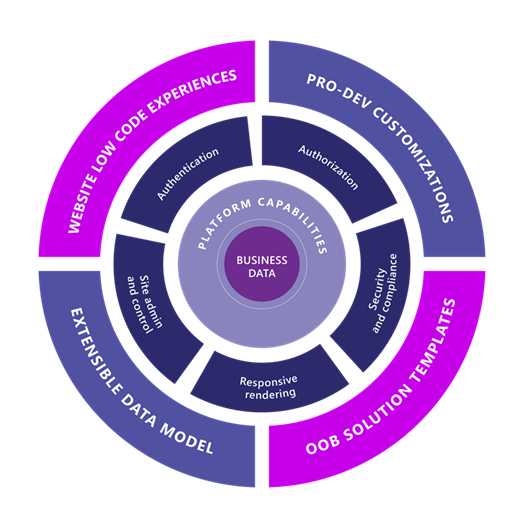 WEBSITE LOW CODE EXPERIENCES
PRO-DEV CUSTOMIZATIONS
Authentication
Authorization
PLATFORM CAPABILITIES
BUSINESS
DATA
Site admin
and control
Security
and compliance
Responsive
rendering
EXTENSIBLE DATA MODEL
OOB SOLUTION TEMPLATES